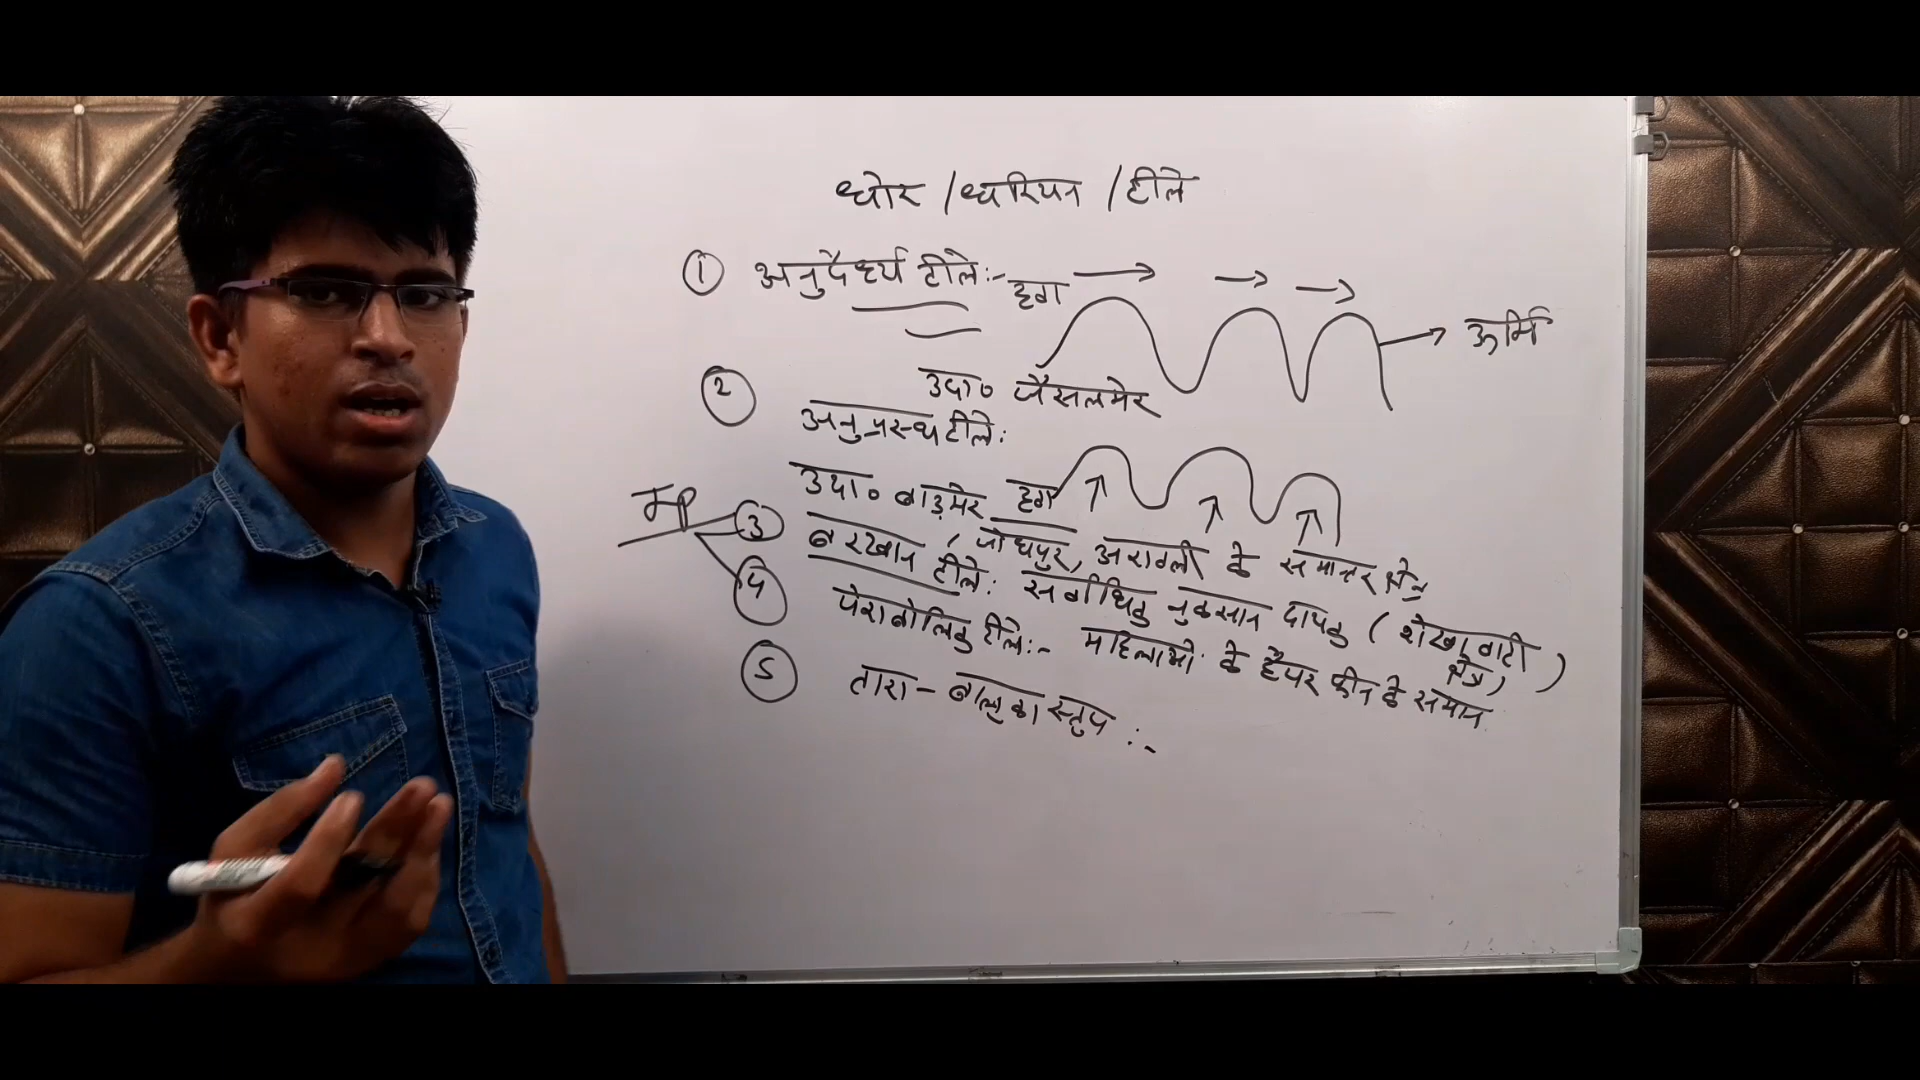 धोरे / धरियन / टीले
① अनुदैर्ध्य टीले:- हवा
ऊर्मि
② उदा० जैसलमेर
अनुप्रस्थ टीले:
उदा० बाड़मेर हवा
Imp
(जोधपुर, अरावली के समान्तर क्षेत्र
③ बरखान टीले: सर्वाधिक नुकसान दायक (शेखावाटी क्षेत्र)
④ पेराबोलिक टीले:- महिलाओं के हैयर पीन के समान
⑤ तारा - बालुका स्तुप :-